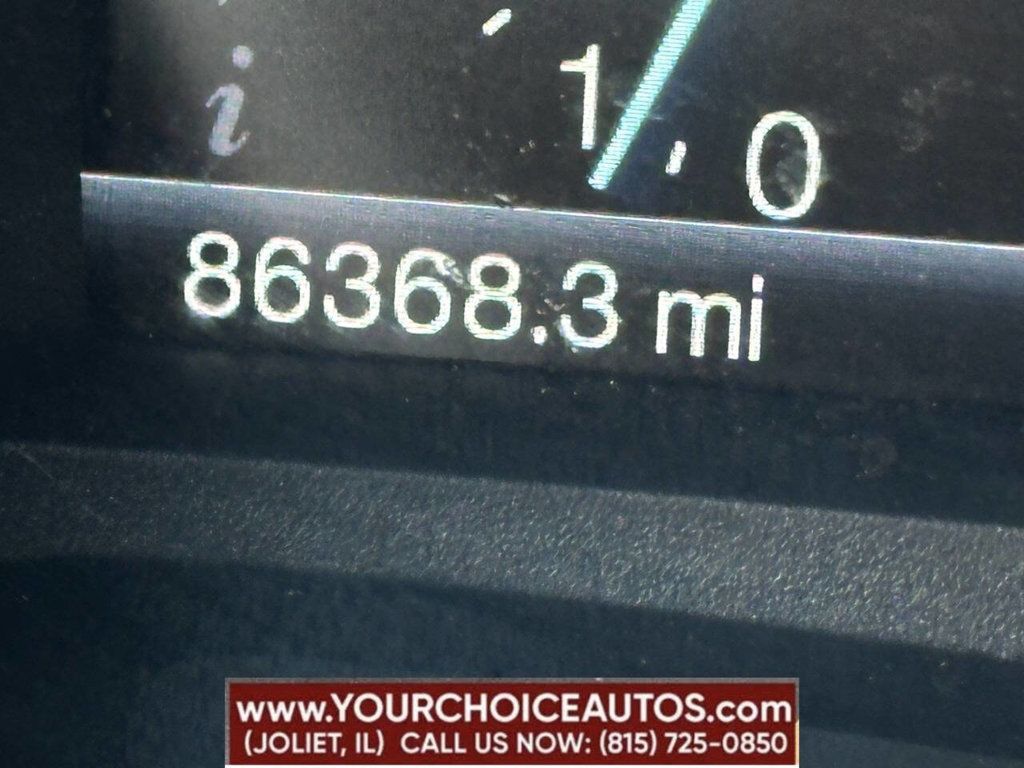 i
1
0
86368.3 mi
www.YOURCHOICEAUTOS.com
(JOLIET, IL) CALL US NOW: (815) 725-0850